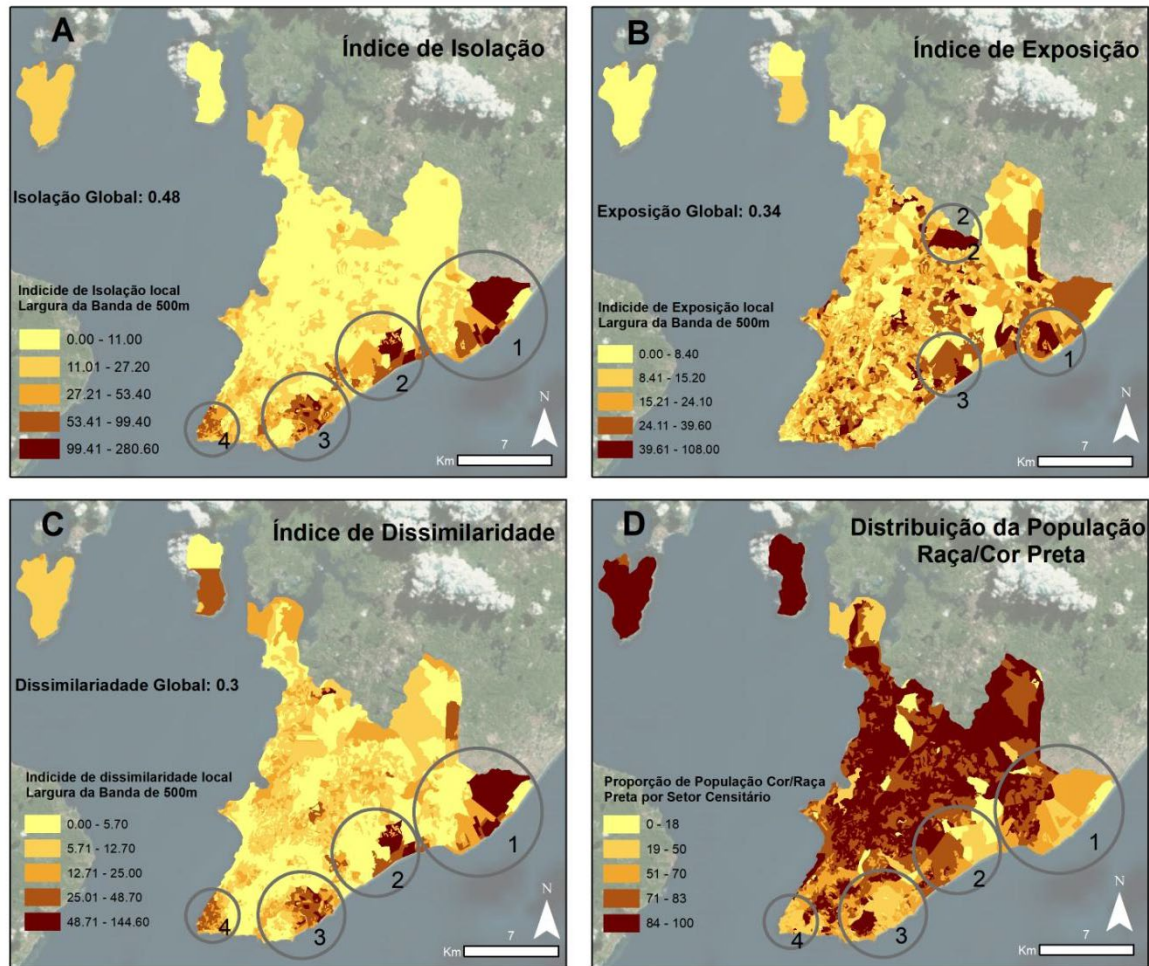 A
Índice de Isolação
Isolação Global: 0.48
Indicide de Isolação local
Largura da Banda de 500m
0.00 - 11.00
11.01 - 27.20
27.21 - 53.40
53.41 - 99.40
99.41 - 280.60
1
2
3
4
N
7
Km
B
Índice de Exposição
Exposição Global: 0.34
Indicide de Exposição local
Largura da Banda de 500m
0.00 - 8.40
8.41 - 15.20
15.21 - 24.10
24.11 - 39.60
39.61 - 108.00
2
2
1
3
N
7
Km
C
Índice de Dissimilaridade
Dissimilariadade Global: 0.3
Indicide de dissimilaridade local
Largura da Banda de 500m
0.00 - 5.70
5.71 - 12.70
12.71 - 25.00
25.01 - 48.70
48.71 - 144.60
1
2
3
4
N
7
Km
D
Distribuição da População
Raça/Cor Preta
Proporção de População Cor/Raça
Preta por Setor Censitário
0 - 18
19 - 50
51 - 70
71 - 83
84 - 100
1
2
3
4
N
7
Km